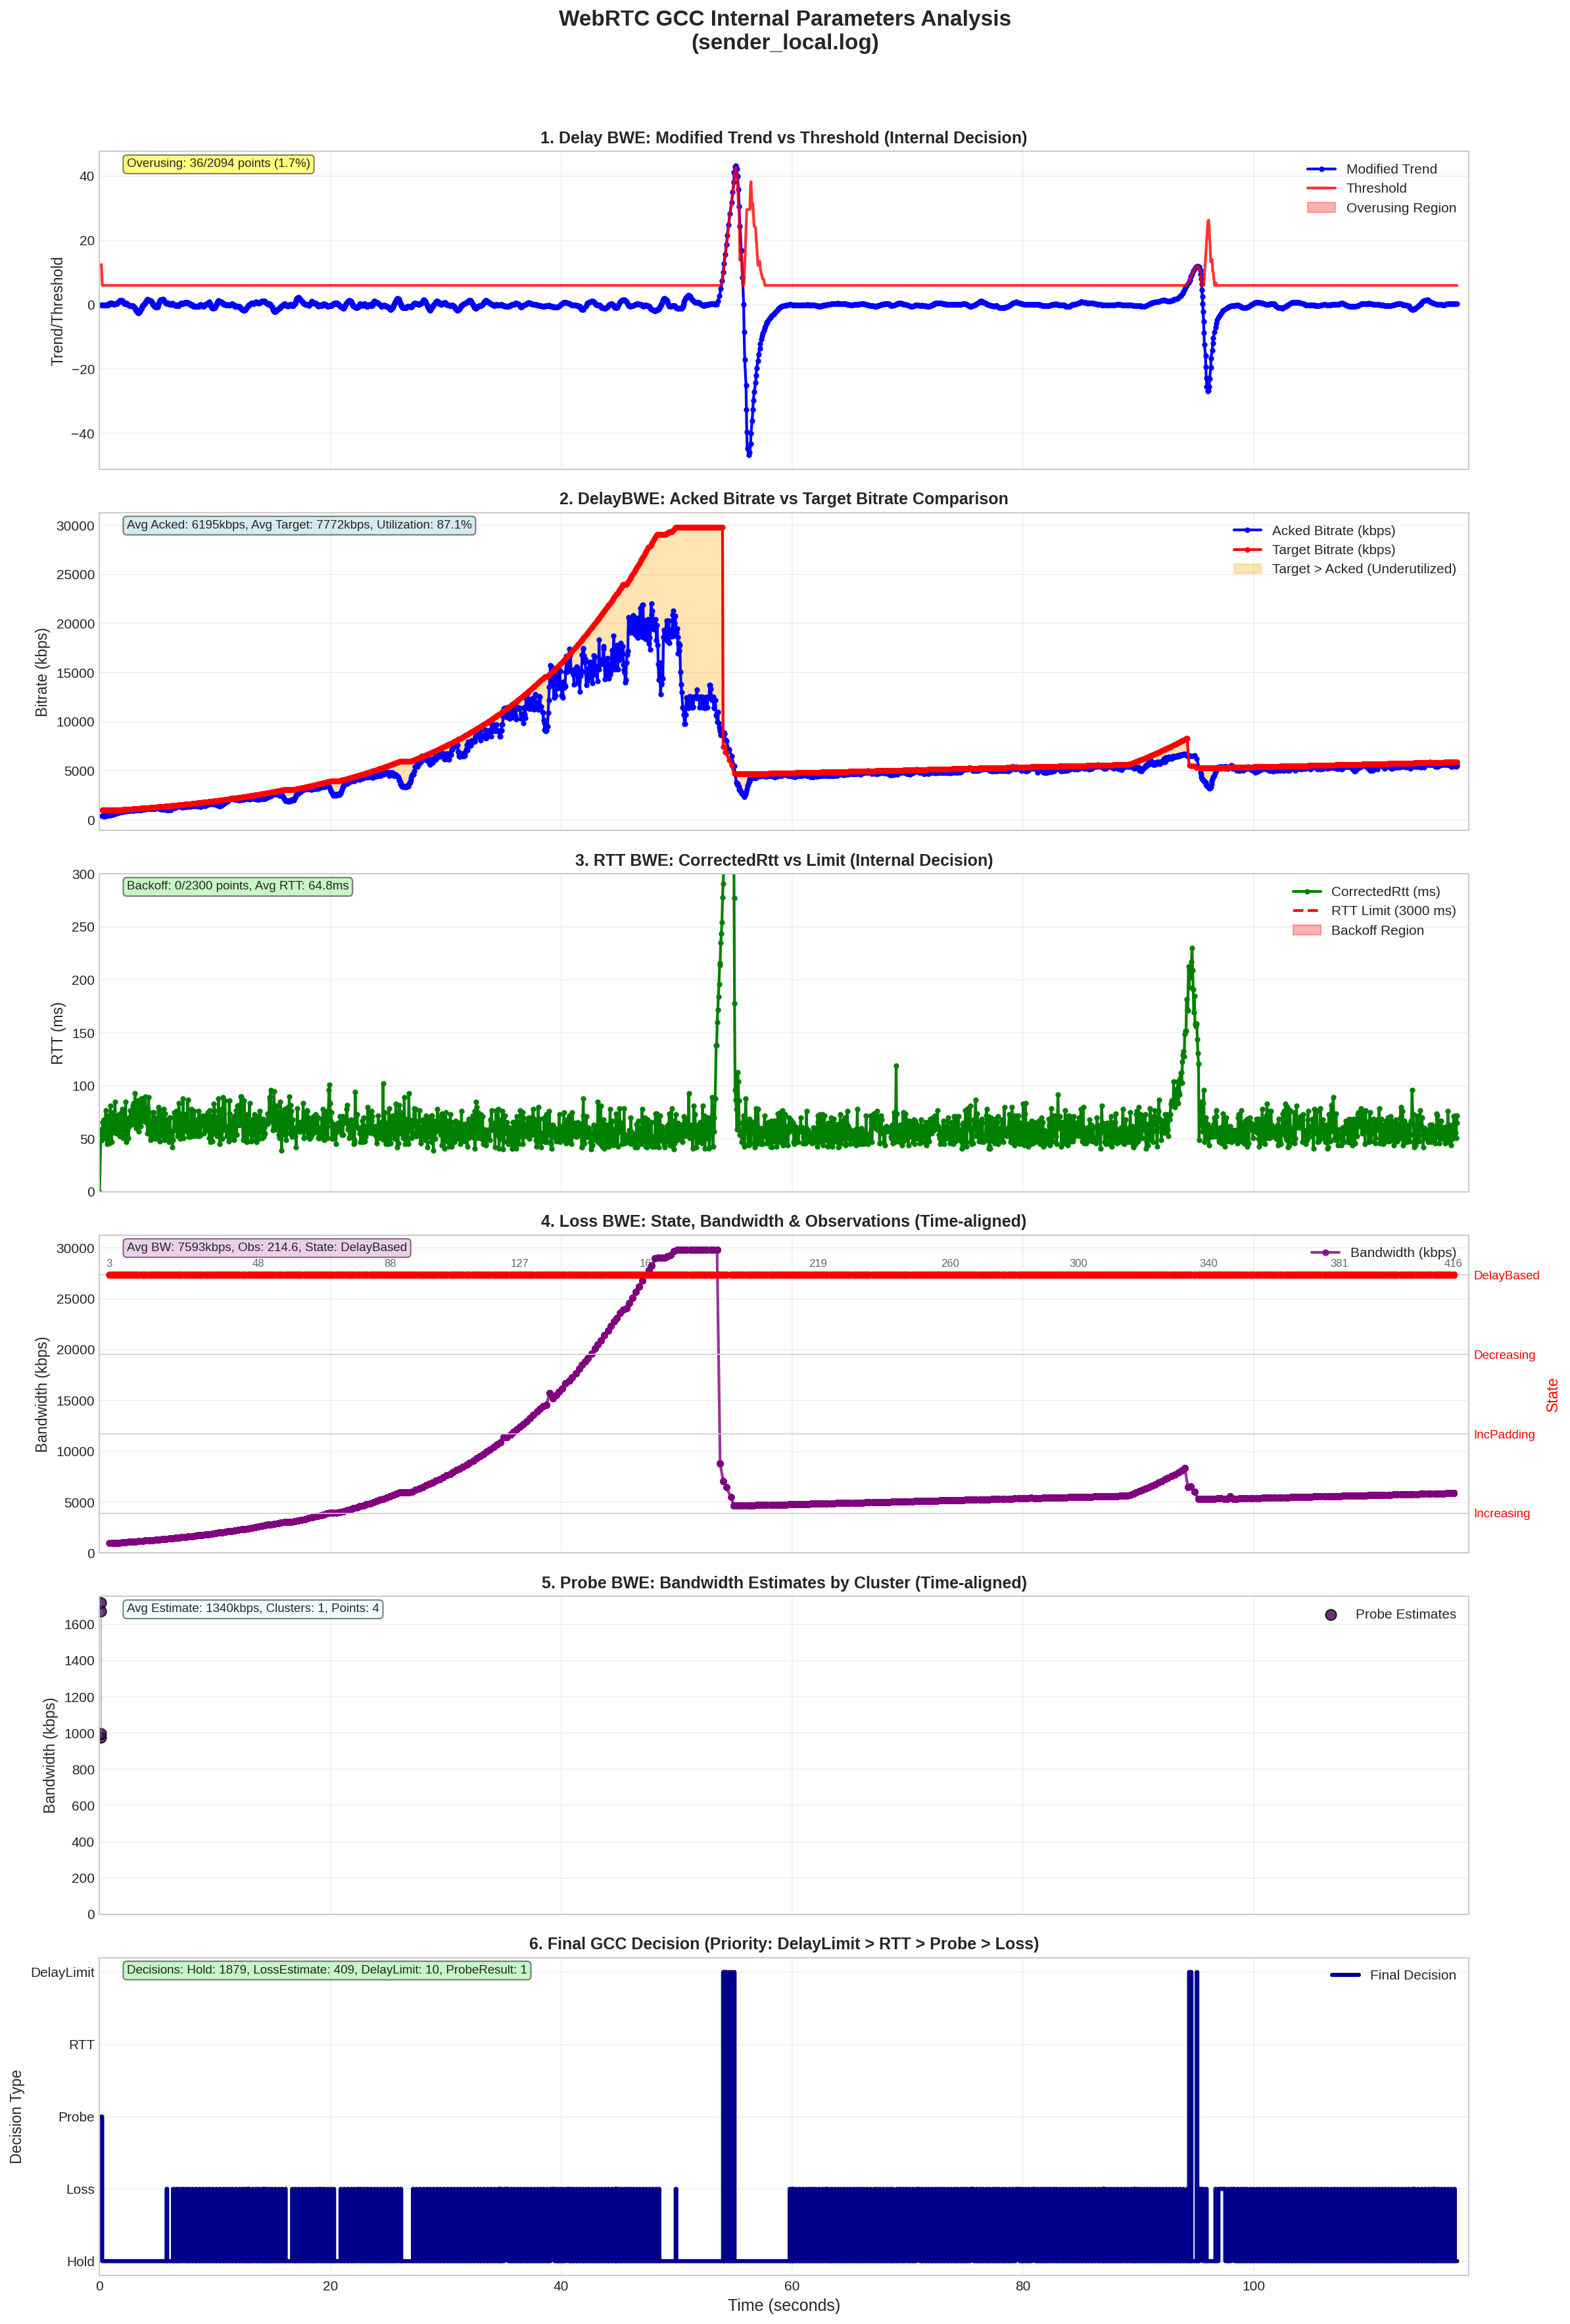 WebRTC GCC Internal Parameters Analysis
(sender_local.log)
1. Delay BWE: Modified Trend vs Threshold (Internal Decision)
Overusing: 36/2094 points (1.7%)
Modified Trend
Threshold
Overusing Region
Trend/Threshold
40
20
0
−20
−40
2. DelayBWE: Acked Bitrate vs Target Bitrate Comparison
Avg Acked: 6195kbps, Avg Target: 7772kbps, Utilization: 87.1%
Acked Bitrate (kbps)
Target Bitrate (kbps)
Target > Acked (Underutilized)
Bitrate (kbps)
30000
25000
20000
15000
10000
5000
0
3. RTT BWE: CorrectedRtt vs Limit (Internal Decision)
Backoff: 0/2300 points, Avg RTT: 64.8ms
CorrectedRtt (ms)
RTT Limit (3000 ms)
Backoff Region
RTT (ms)
300
250
200
150
100
50
0
4. Loss BWE: State, Bandwidth & Observations (Time-aligned)
Avg BW: 7593kbps, Obs: 214.6, State: DelayBased
Bandwidth (kbps)
3 48 88 127 219 260 300 340 381 416
Bandwidth (kbps)
30000
25000
20000
15000
10000
5000
0
DelayBased
Decreasing
IncPadding
Increasing
State
5. Probe BWE: Bandwidth Estimates by Cluster (Time-aligned)
Avg Estimate: 1340kbps, Clusters: 1, Points: 4
Probe Estimates
Bandwidth (kbps)
1600
1400
1200
1000
800
600
400
200
0
6. Final GCC Decision (Priority: DelayLimit > RTT > Probe > Loss)
Decisions: Hold: 1879, LossEstimate: 409, DelayLimit: 10, ProbeResult: 1
Final Decision
Decision Type
DelayLimit
RTT
Probe
Loss
Hold
0 20 40 60 80 100
Time (seconds)